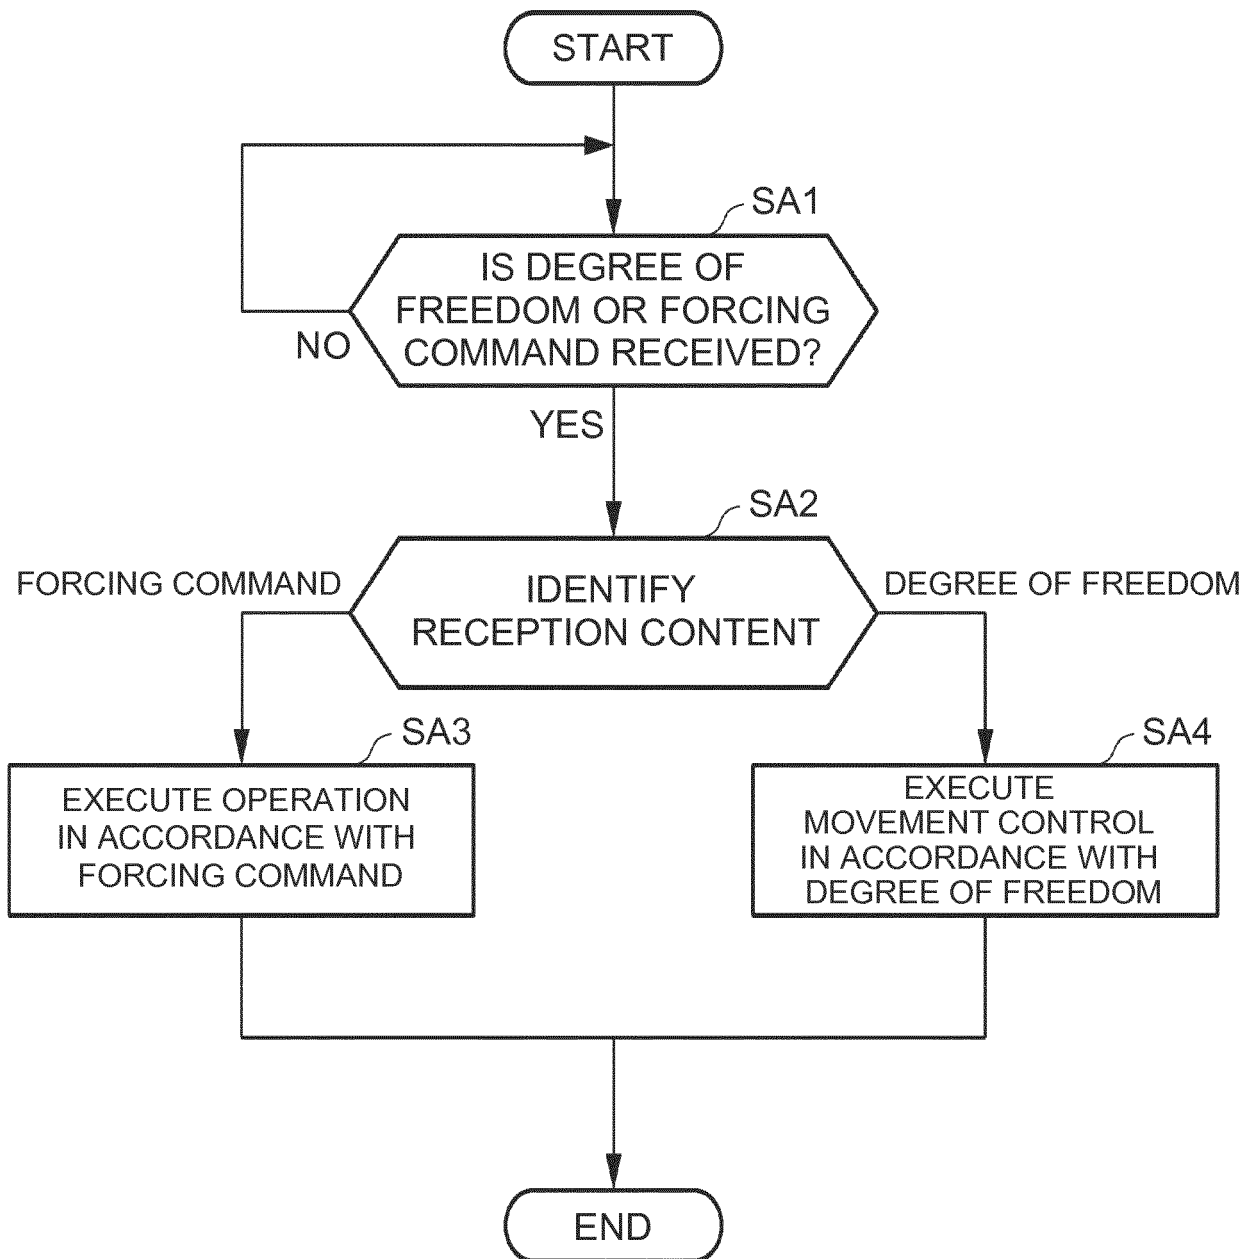 START
SA1
IS DEGREE OF
FREEDOM OR FORCING
COMMAND RECEIVED?
NO
YES
SA2
FORCING COMMAND
IDENTIFY
RECEPTION CONTENT
DEGREE OF FREEDOM
SA3
EXECUTE OPERATION
IN ACCORDANCE WITH
FORCING COMMAND
SA4
EXECUTE
MOVEMENT CONTROL
IN ACCORDANCE WITH
DEGREE OF FREEDOM
END